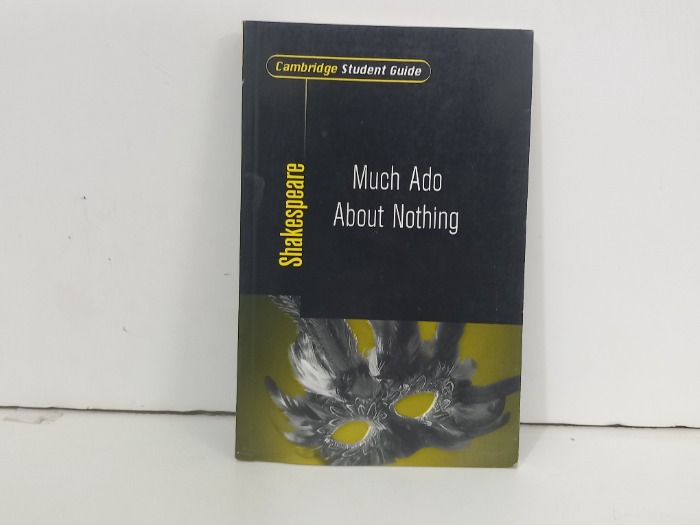 Cambridge Student Guide
Shakespeare
Much Ado
About Nothing